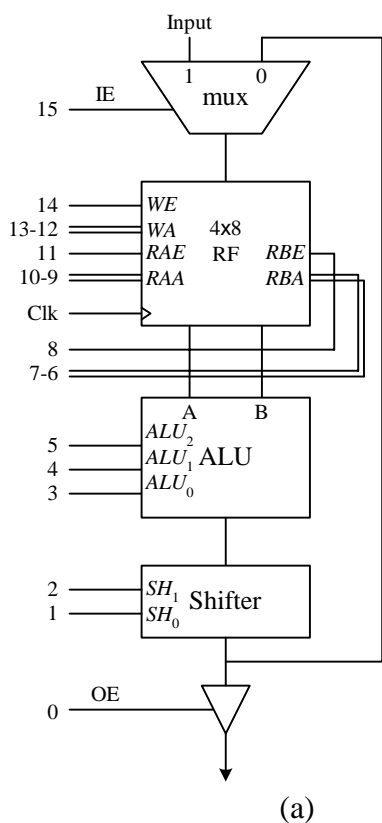 Input
1 0
mux
IE
15
14 WE
13-12 WA
4x8
RF
11 RAE RBE
10-9 RAA RBA
Clk
8
7-6
A B
ALU2
5
ALU1 ALU
4
ALU0
3
2 SH1 Shifter
1 SH0
OE
0
(a)